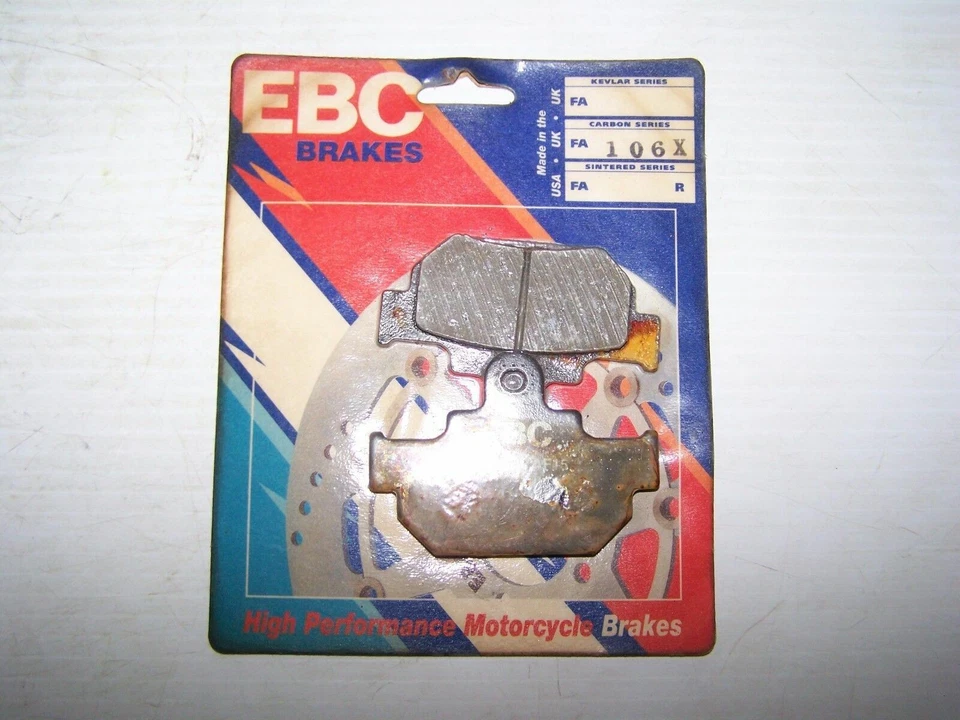 EBC
BRAKES
Made in the
USA • UK • UK
KEVLAR SERIES
FA
CARBON SERIES
FA 106X
SINTERED SERIES
FA R
EBC
High Performance Motorcycle Brakes